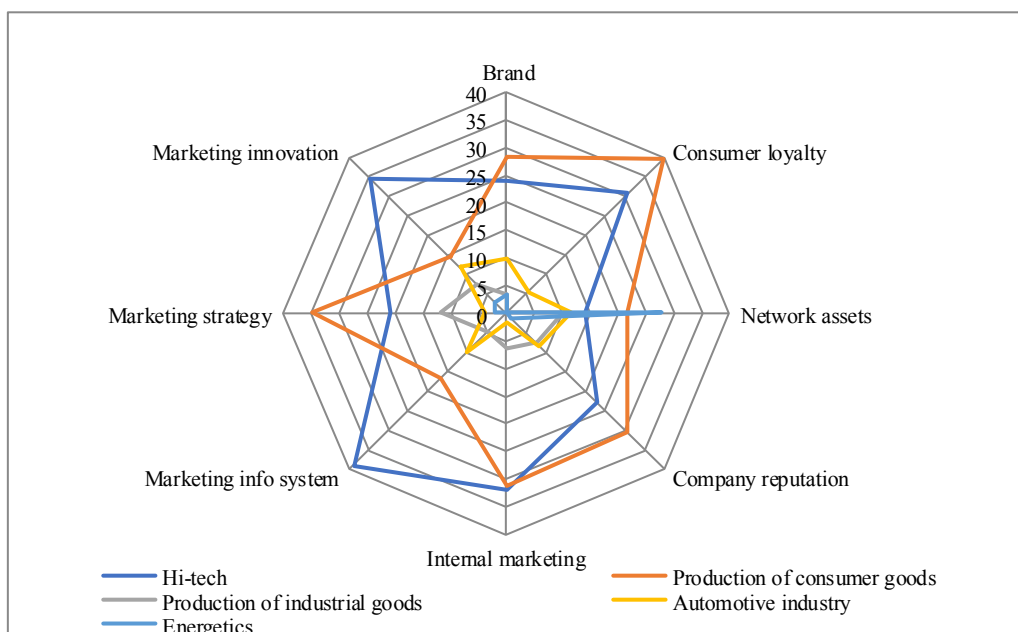 Brand
40
35
30
25
20
15
10
5
0
Marketing innovation
Consumer loyalty
Marketing strategy
Network assets
Marketing info system
Company reputation
Internal marketing
Hi-tech
Production of consumer goods
Production of industrial goods
Automotive industry
Energetics